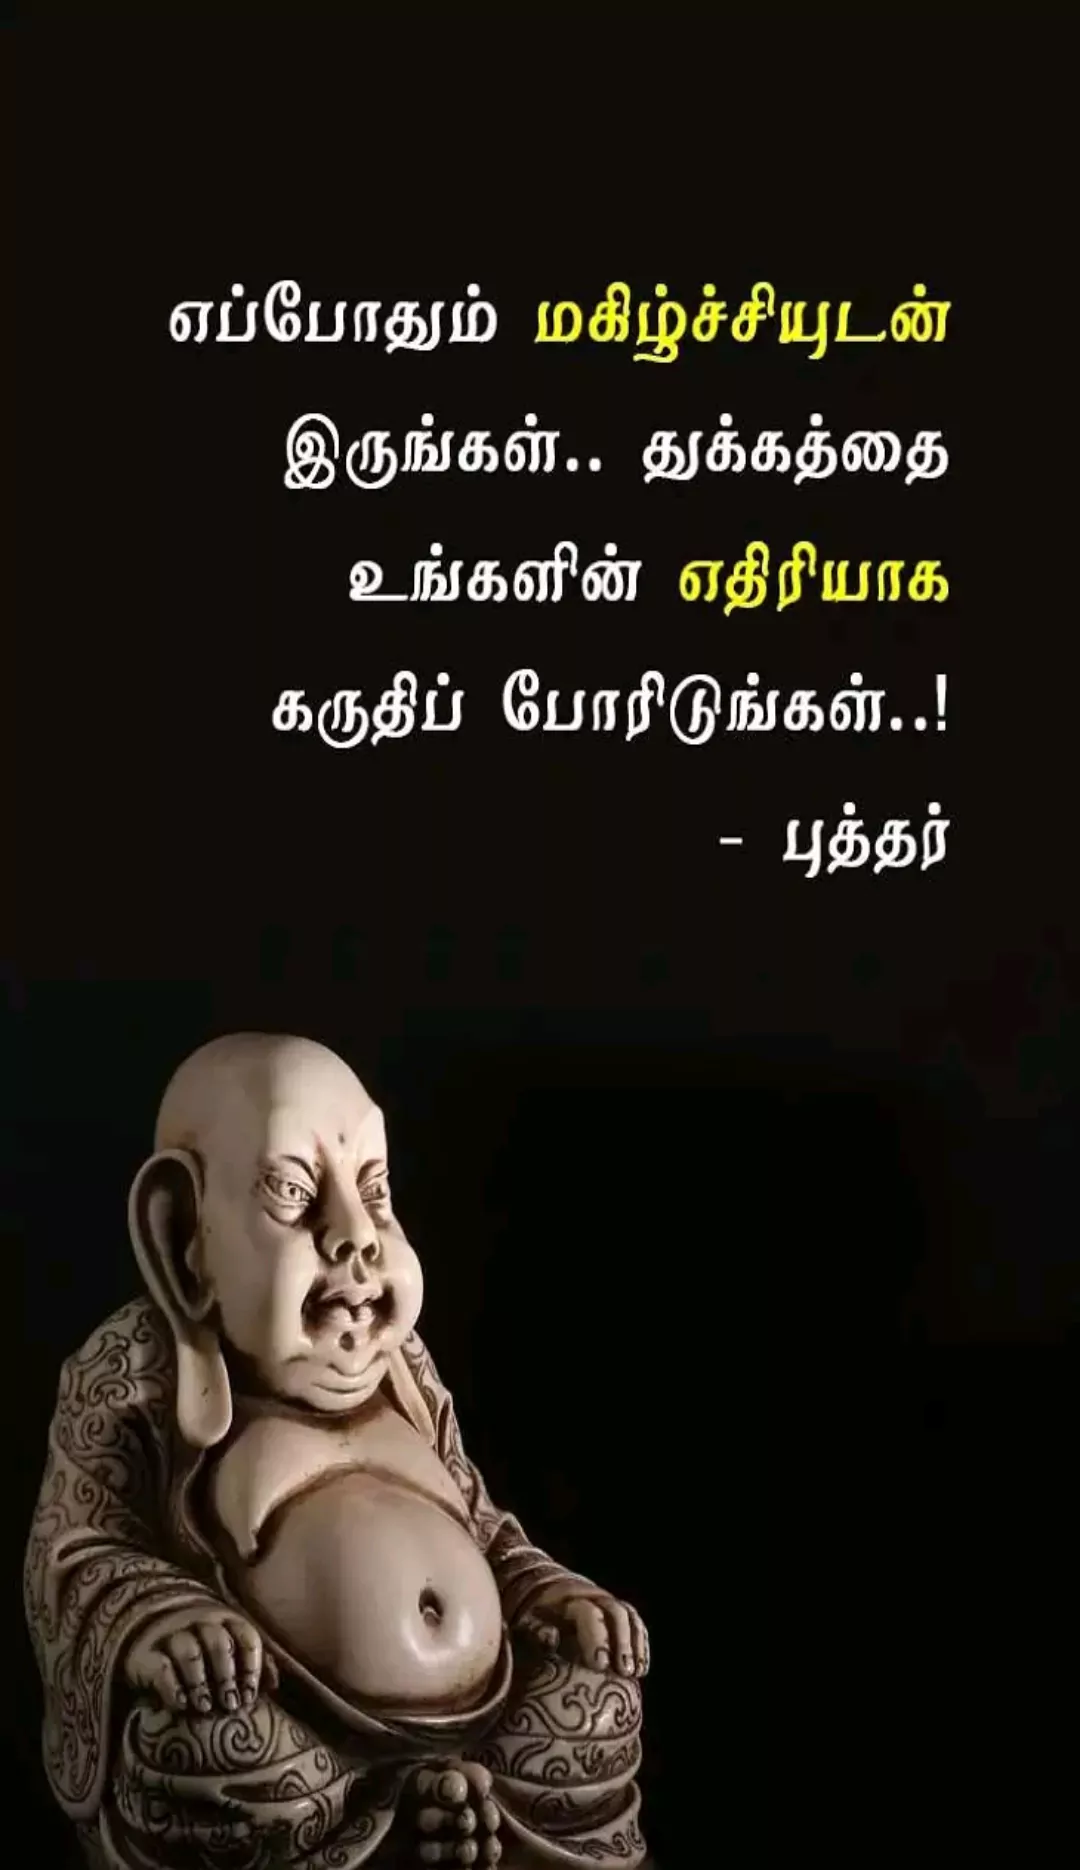 எப்போதும் மகிழ்ச்சியுடன்
இருங்கள்.. துக்கத்தை
உங்களின் எதிரியாக
கருதிப் போரிடுங்கள்..!
- புத்தர்